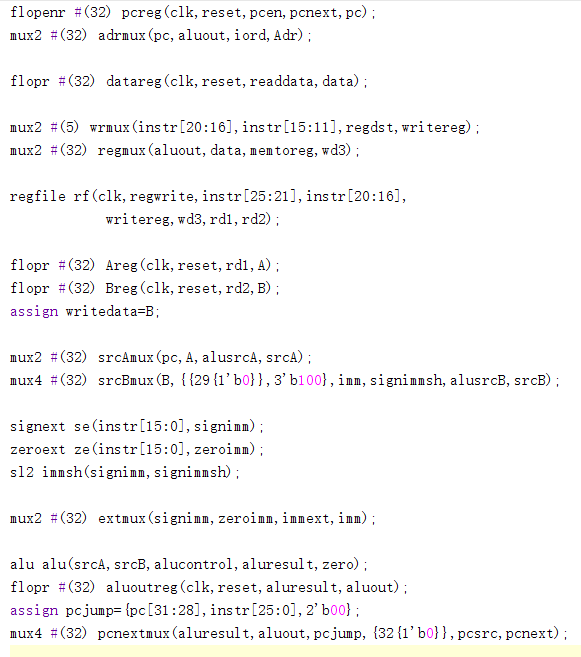 flopenr #(32) pcreg(clk,reset,pcen,pcnext,pc);
mux2 #(32) adrmux(pc,aluout,iord,Adr);
flopr #(32) datareg(clk,reset,readdata,data);
mux2 #(5) wrmux(instr[20:16],instr[15:11],regdst,writereg);
mux2 #(32) regmux(aluout,data,memtoreg,wd3);
regfile rf(clk,regwrite,instr[25:21],instr[20:16],
writereg,wd3,rd1,rd2);
flopr #(32) Areg(clk,reset,rd1,A);
flopr #(32) Breg(clk,reset,rd2,B);
assign writedata=B;
mux2 #(32) srcAmux(pc,A,alusrcA,srcA);
mux4 #(32) srcBmux(B,{{29{1'b0}},3'b100},imm,signimmsh,alusrcB,srcB);
signext se(instr[15:0],signimm);
zeroext ze(instr[15:0],zeroimm);
sl2 immsh(signimm,signimmsh);
mux2 #(32) extmux(signimm,zeroimm,immext,imm);
alu alu(srcA,srcB,alucontrol,aluresult,zero);
flopr #(32) aluoutreg(clk,reset,aluresult,aluout);
assign pcjump={pc[31:28],instr[25:0],2'b00};
mux4 #(32) pcnextmux(aluresult,aluout,pcjump,{32{1'b0}},pcsrc,pcnext);